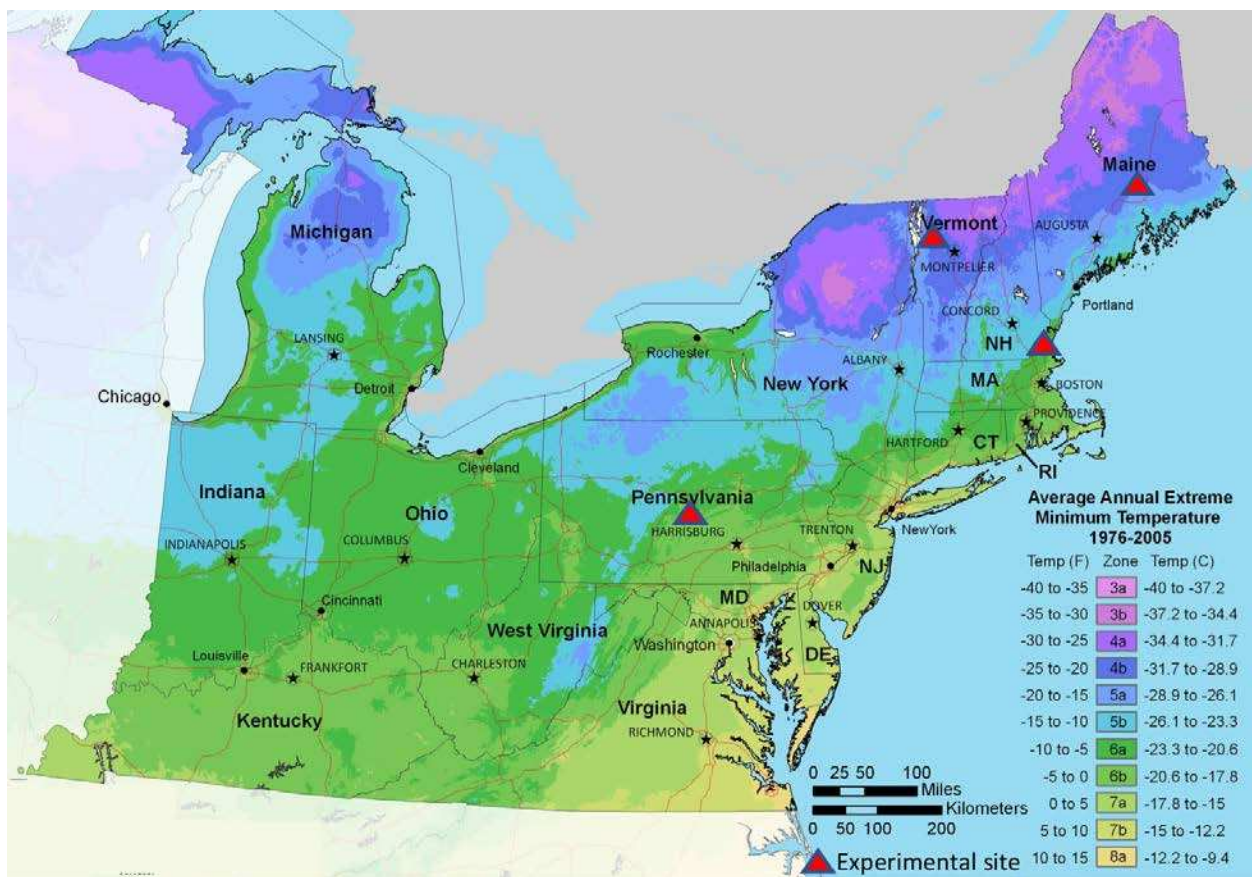 Maine
Vermont
AUGUSTA
MONTPELIER
Michigan
Portland
CONCORD
LANSING
Rochester
NH
ALBANY
New York
MA
Detroit
BOSTON
Chicago
PROVIDENCE
HARTFORD
CT
Cleveland
RI
Indiana
Pennsylvania
Ohio
HARRISBURG
TRENTON
NewYork
INDIANAPOLIS
COLUMBUS
Philadelphia
NJ
Cincinnati
MD
DOVER
ANNAPOLIS
West Virginia
Washington
DE
Louisville
FRANKFORT
CHARLESTON
Kentucky
Virginia
RICHMOND
Average Annual Extreme
Minimum Temperature
1976-2005
Temp (F) Zone Temp (C)
-40 to -35 3a -40 to -37.2
-35 to -30 3b -37.2 to -34.4
-30 to -25 4a -34.4 to -31.7
-25 to -20 4b -31.7 to -28.9
-20 to -15 5a -28.9 to -26.1
-15 to -10 5b -26.1 to -23.3
-10 to -5 6a -23.3 to -20.6
-5 to 0 6b -20.6 to -17.8
0 to 5 7a -17.8 to -15
5 to 10 7b -15 to -12.2
10 to 15 8a -12.2 to -9.4
0 25 50 100
Miles
Kilometers
0 50 100 200
Experimental site